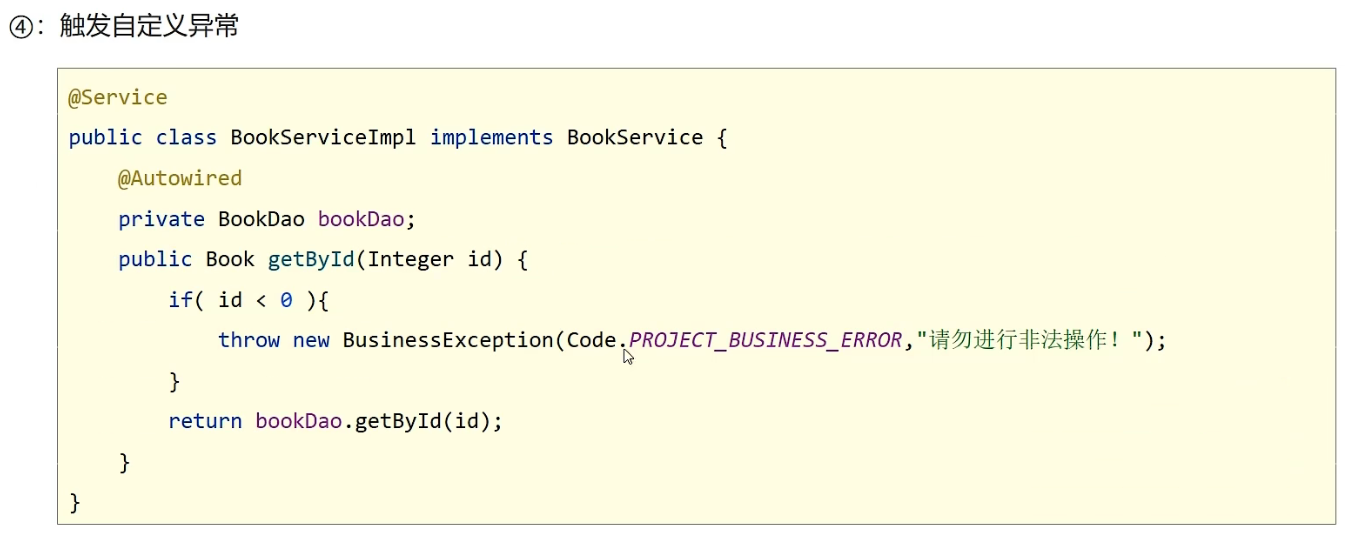 ④：触发自定义异常
@Service
public class BookServiceImpl implements BookService {
@Autowired
private BookDao bookDao;
public Book getById(Integer id) {
if( id < 0 ){
throw new BusinessException(Code.PROJECT_BUSINESS_ERROR,"请勿进行非法操作！");
}
return bookDao.getById(id);
}
}